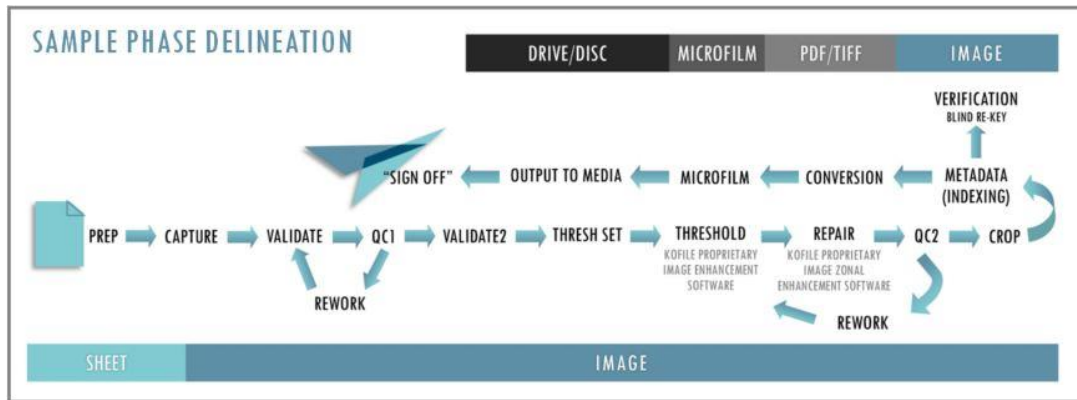 SAMPLE PHASE DELINEATION
DRIVE/DISC MICROFILM PDF/TIFF IMAGE
VERIFICATION
BLIND RE-KEY
"SIGN OFF" OUTPUT TO MEDIA MICROFILM CONVERSION METADATA
(INDEXING)
PREP CAPTURE VALIDATE QC1 VALIDATE2 THRESH SET THRESHOLD REPAIR QC2 CROP
KOFILE PROPRIETARY
IMAGE ENHANCEMENT
SOFTWARE
KOFILE PROPRIETARY
IMAGE ZONAL
ENHANCEMENT SOFTWARE
REWORK
REWORK
SHEET IMAGE